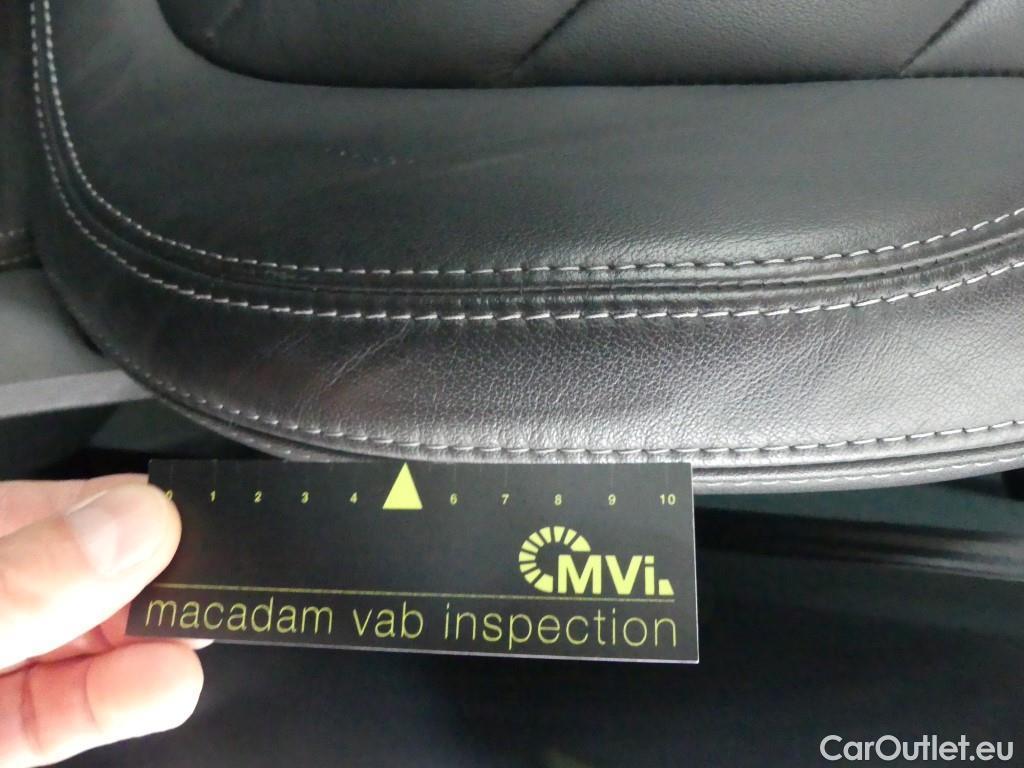 0 1 2 3 4 6 7 8 9 10
MVi.
macadam vab inspection
CarOutlet.eu